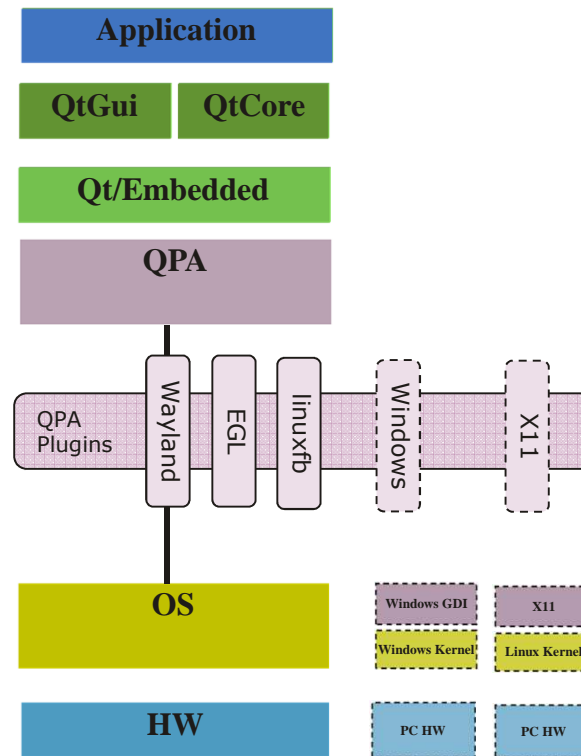 Application
QtGui
QtCore
Qt/Embedded
QPA
QPA
Plugins
Wayland
EGL
linuxfb
Windows
X11
OS
Windows GDI
X11
Windows Kernel
Linux Kernel
HW
PC HW
PC HW